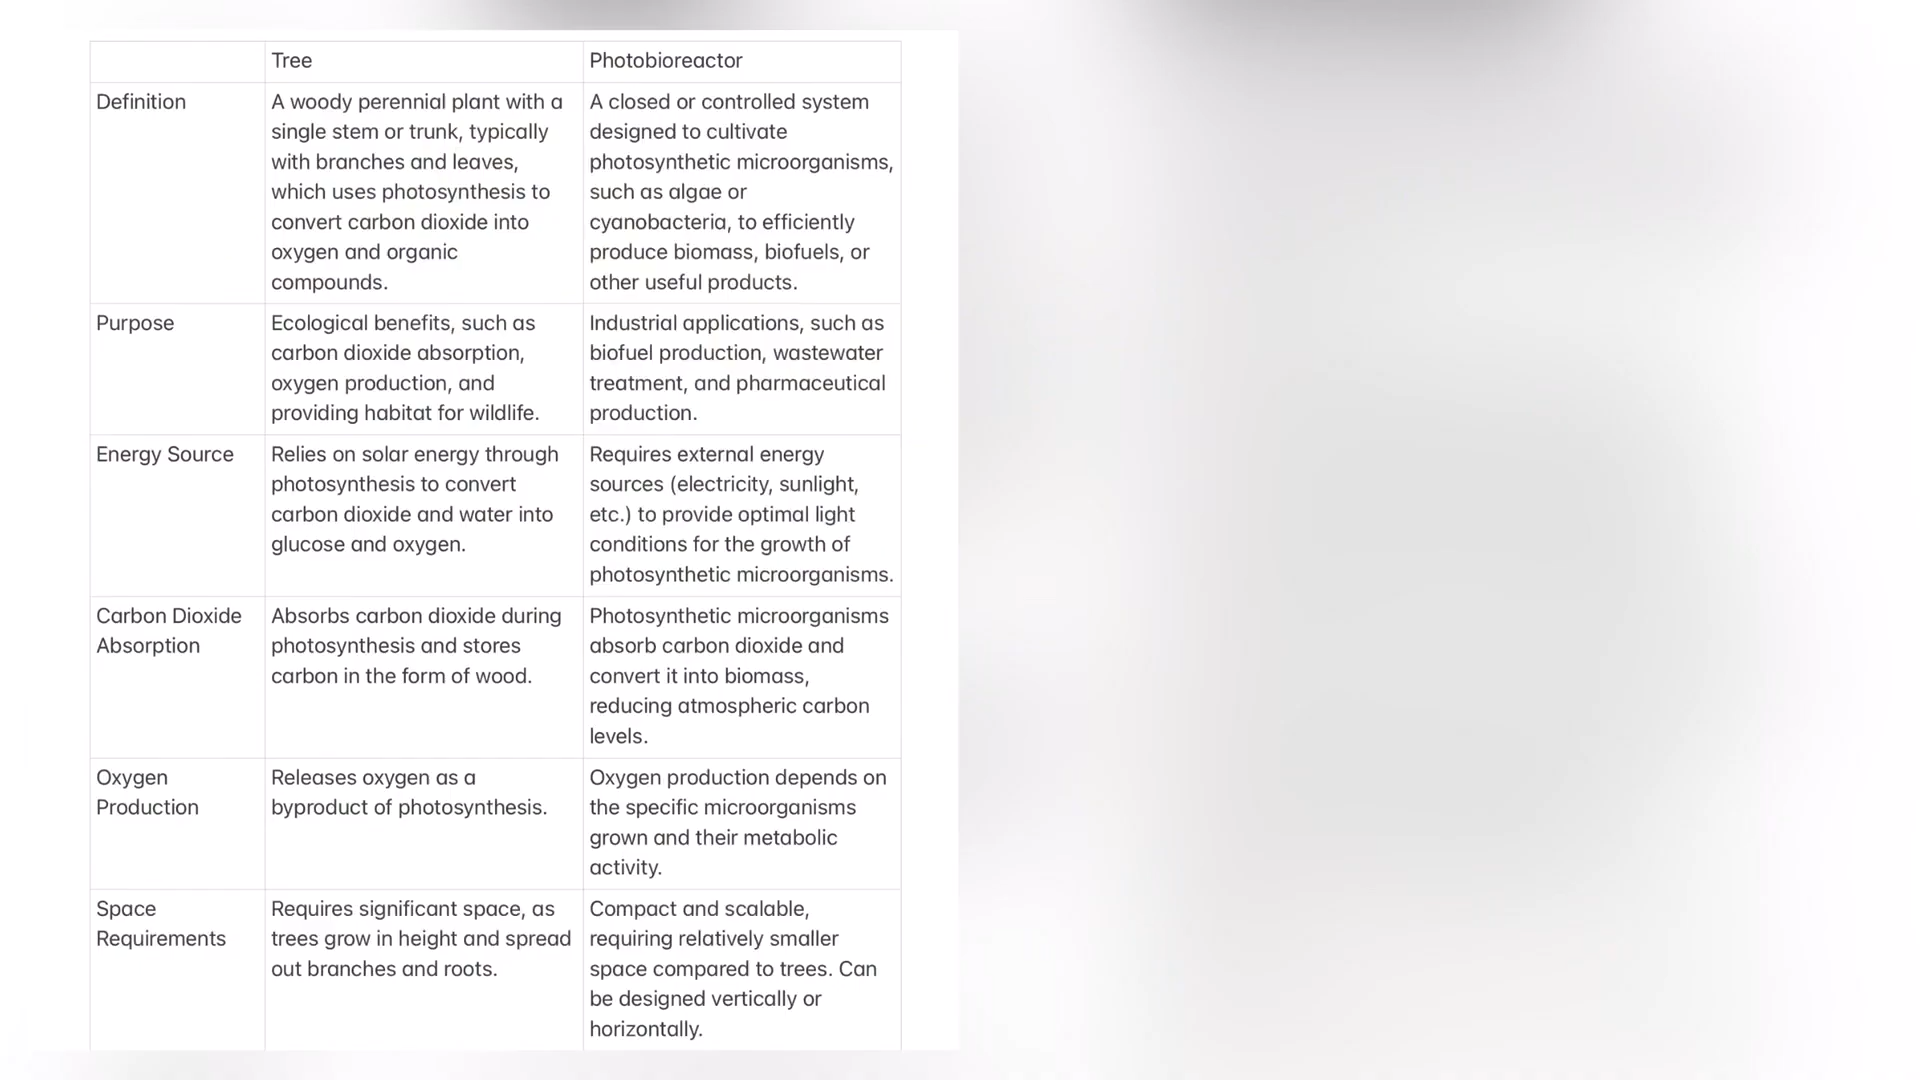 Tree
Photobioreactor
Definition
A woody perennial plant with a
single stem or trunk, typically
with branches and leaves,
which uses photosynthesis to
convert carbon dioxide into
oxygen and organic
compounds.
A closed or controlled system
designed to cultivate
photosynthetic microorganisms,
such as algae or
cyanobacteria, to efficiently
produce biomass, biofuels, or
other useful products.
Purpose
Ecological benefits, such as
carbon dioxide absorption,
oxygen production, and
providing habitat for wildlife.
Industrial applications, such as
biofuel production, wastewater
treatment, and pharmaceutical
production.
Energy Source
Relies on solar energy through
photosynthesis to convert
carbon dioxide and water into
glucose and oxygen.
Requires external energy
sources (electricity, sunlight,
etc.) to provide optimal light
conditions for the growth of
photosynthetic microorganisms.
Carbon Dioxide
Absorption
Absorbs carbon dioxide during
photosynthesis and stores
carbon in the form of wood.
Photosynthetic microorganisms
absorb carbon dioxide and
convert it into biomass,
reducing atmospheric carbon
levels.
Oxygen
Production
Releases oxygen as a
byproduct of photosynthesis.
Oxygen production depends on
the specific microorganisms
grown and their metabolic
activity.
Space
Requirements
Requires significant space, as
trees grow in height and spread
out branches and roots.
Compact and scalable,
requiring relatively smaller
space compared to trees. Can
be designed vertically or
horizontally.